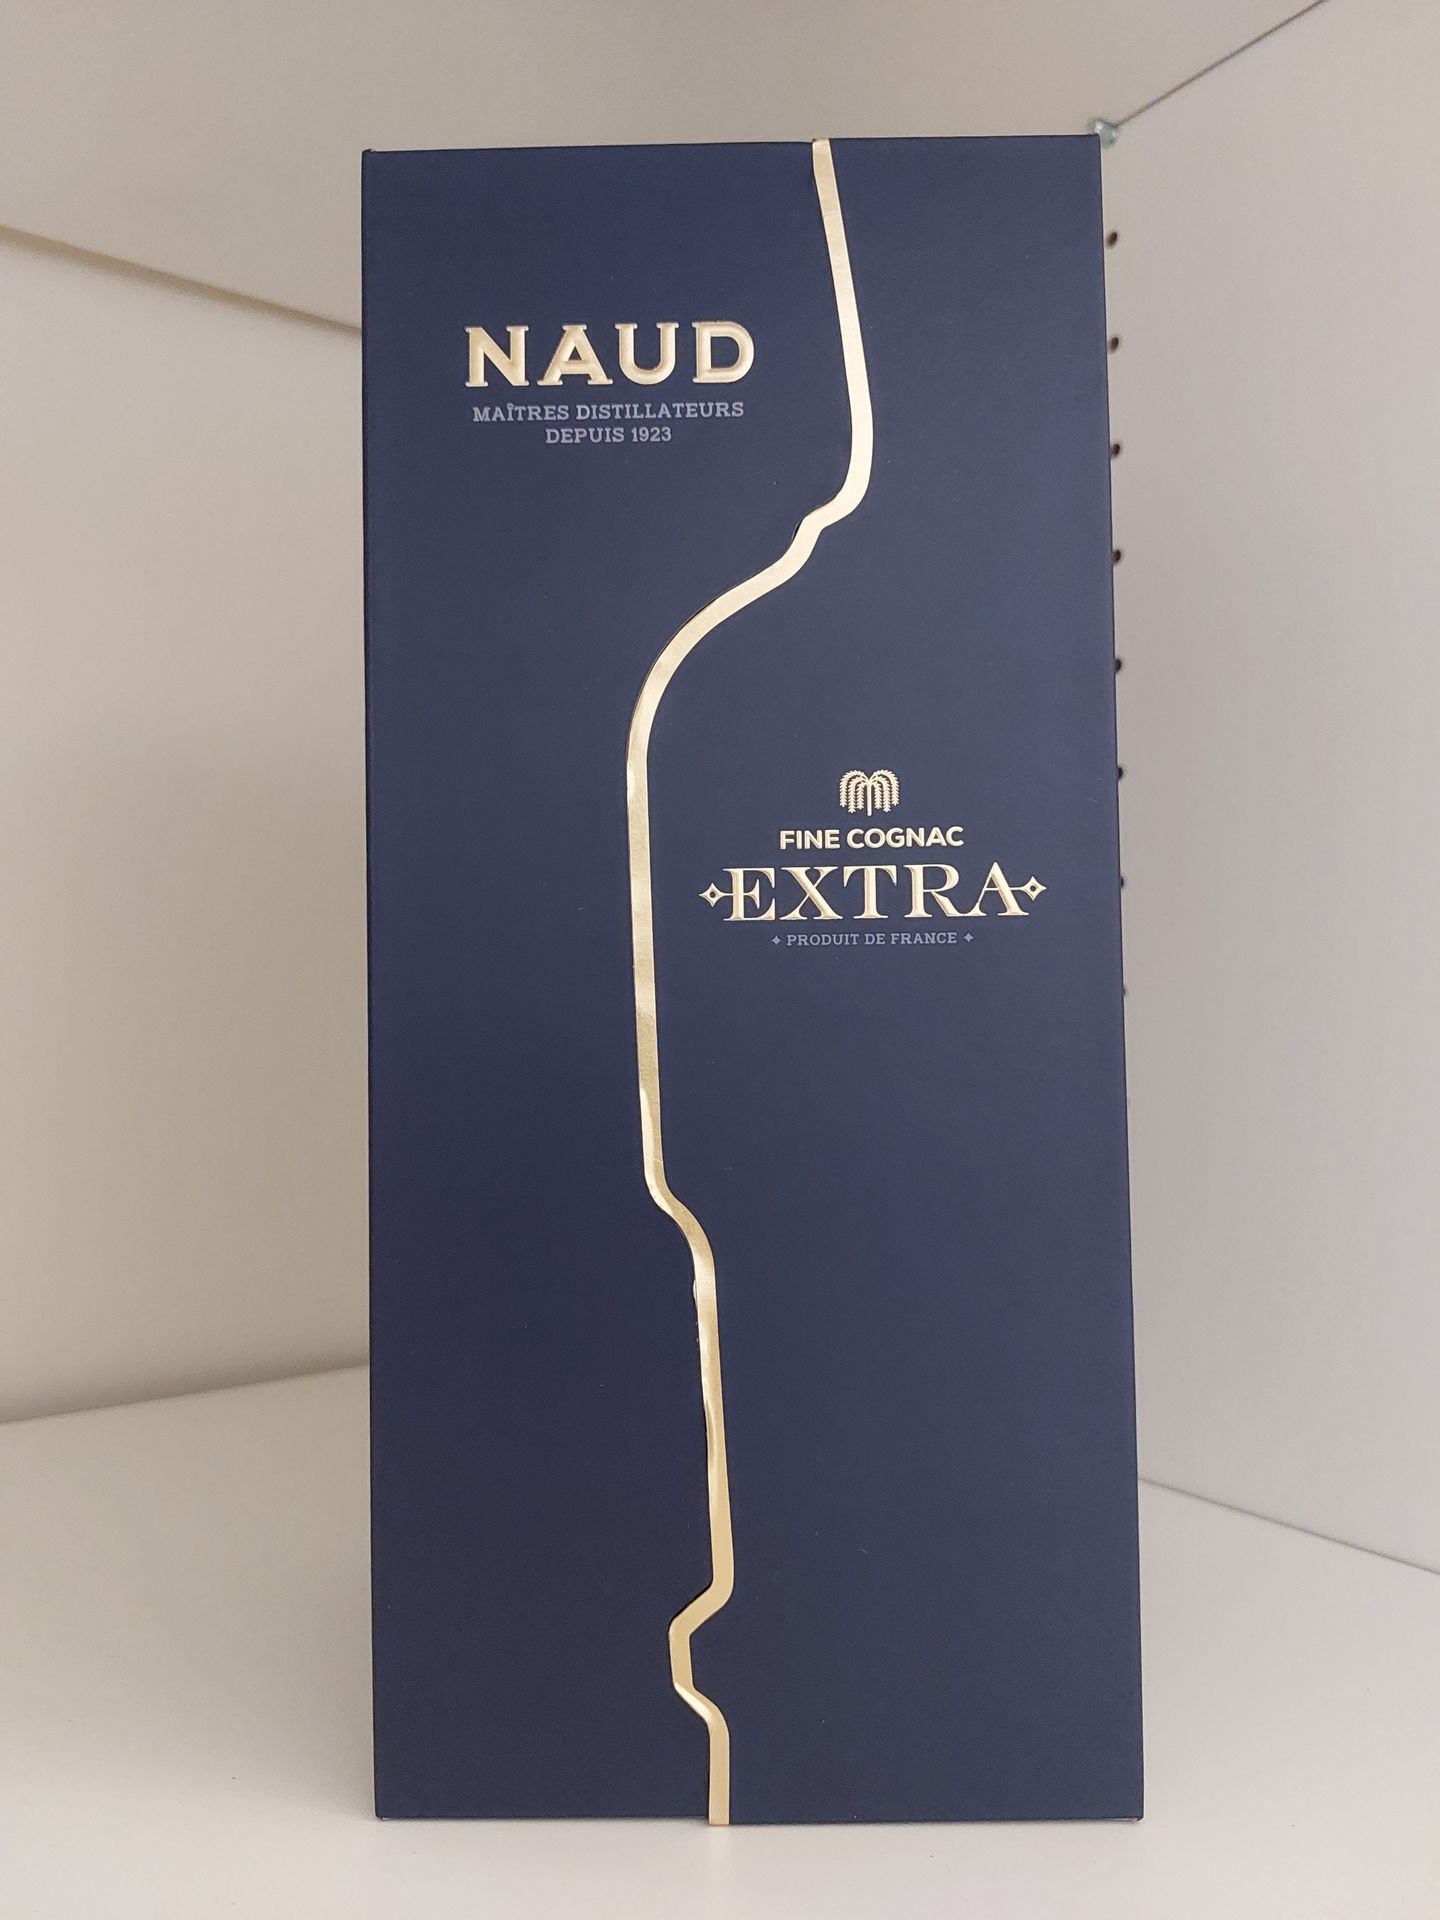 NAUD
MAÎTRES DISTILLATEURS
DEPUIS 1923
FINE COGNAC
EXTRA
PRODUIT DE FRANCE